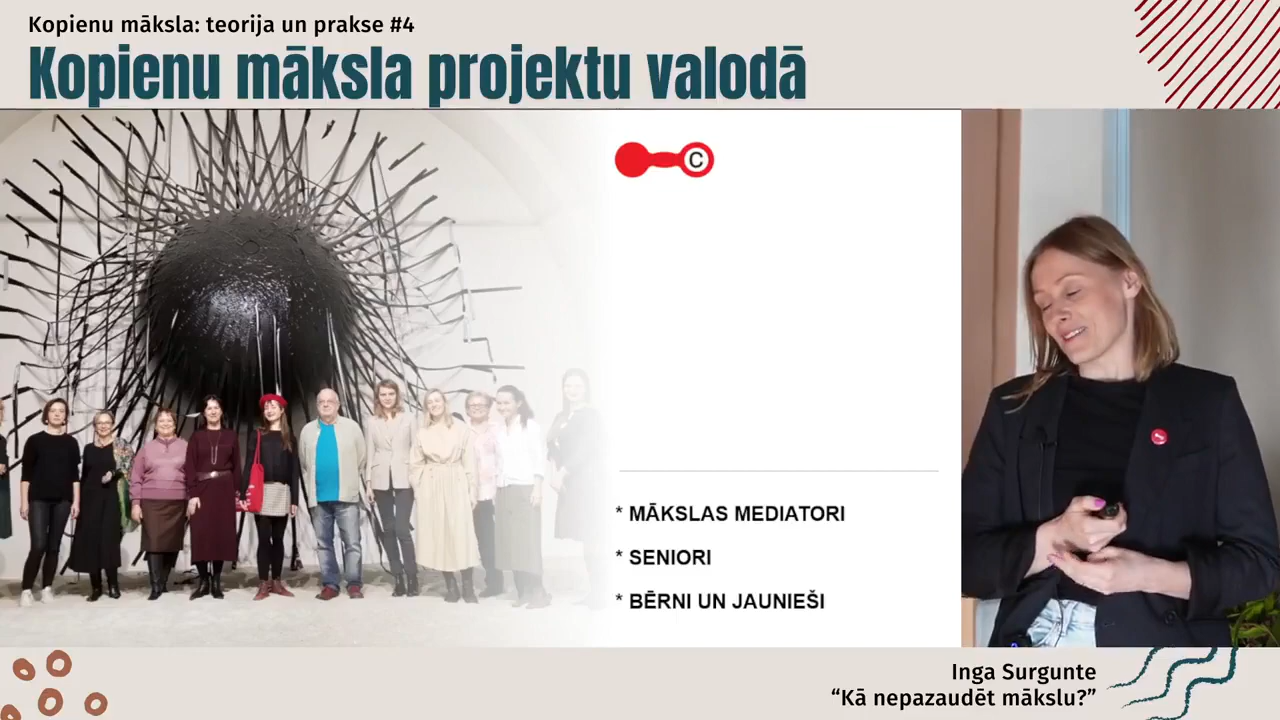 Kopienu māksla: teorija un prakse #4
Kopienu māksla projektu valodā
C
* MĀKSLAS MEDIATORI
* SENIORI
* BĒRNI UN JAUNIEŠI
Inga Surgunte
“Kā nepazaudēt mākslu?”